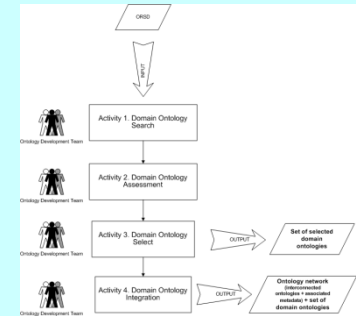 ORSD
INPUT
Activity 1. Domain Ontology
Search
Ontology Development Team
Activity 2. Domain Ontology
Assessment
Ontology Development Team
Activity 3. Domain Ontology
Select
Ontology Development Team
OUTPUT
Set of selected
domain
ontologies
Activity 4. Domain Ontology
Integration
Ontology Development Team
OUTPUT
Ontology network
(interconnected
ontologies + associated
metadata) + set of
domain ontologies